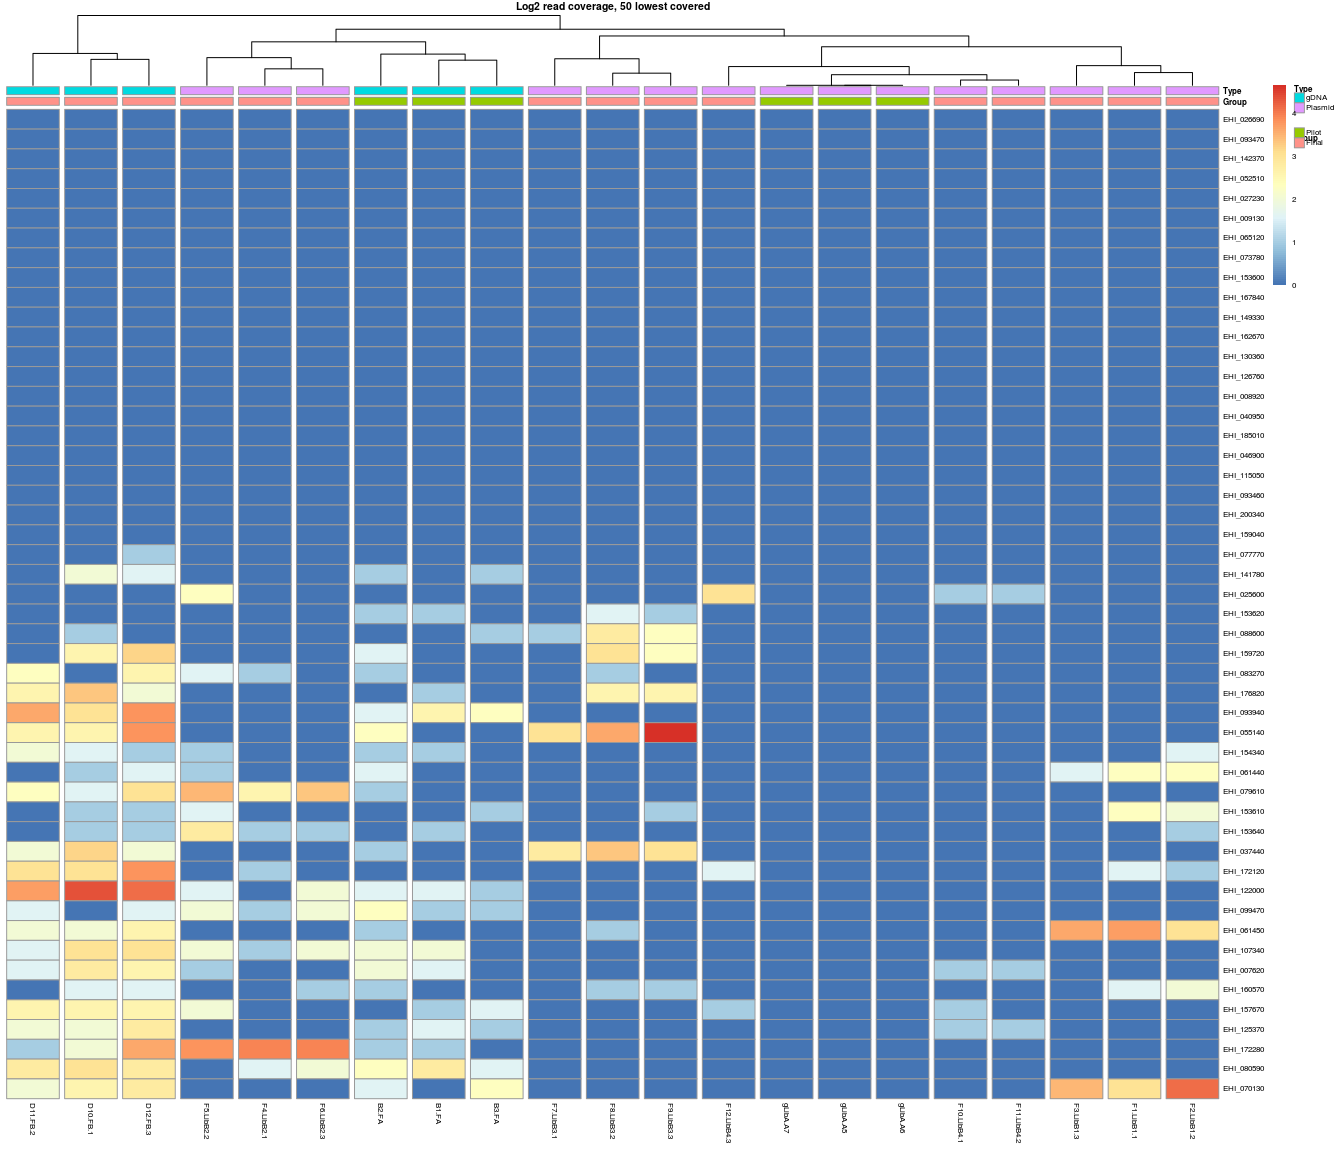 Log2 read coverage, 50 lowest covered
Type
Group
Type
gDNA
Plasmid
Pilot
Final
4
3
2
1
0
EHI_026690
EHI_093470
EHI_142370
EHI_052510
EHI_027230
EHI_009130
EHI_065120
EHI_073780
EHI_153600
EHI_167840
EHI_149330
EHI_162670
EHI_130360
EHI_126760
EHI_008920
EHI_040950
EHI_185010
EHI_046900
EHI_115050
EHI_093460
EHI_200340
EHI_159040
EHI_077770
EHI_141780
EHI_025600
EHI_153620
EHI_088600
EHI_159720
EHI_083270
EHI_176820
EHI_093940
EHI_055140
EHI_154340
EHI_061440
EHI_079610
EHI_153610
EHI_153640
EHI_037440
EHI_172120
EHI_122000
EHI_099470
EHI_061450
EHI_107340
EHI_007620
EHI_160570
EHI_157670
EHI_125370
EHI_172280
EHI_080590
EHI_070130
D11.FB.2
D10.FB.1
D12.FB.3
F5.LibB2.2
F4.LibB2.1
F6.LibB2.3
B2.FA
B1.FA
B3.FA
F7.LibB3.1
F8.LibB3.2
F9.LibB3.3
F12.LibB4.3
gLibA.A7
gLibA.A5
gLibA.A6
F10.LibB4.1
F11.LibB4.2
F3.LibB1.3
F1.LibB1.1
F2.LibB1.2